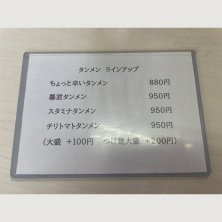 タンメン ラインアップ
ちょっと辛いタンメン 880円
暴君タンメン 950円
スタミナタンメン 950円
チリトマトタンメン 950円
(大盛 +100円 つけ麺大盛 +200円)